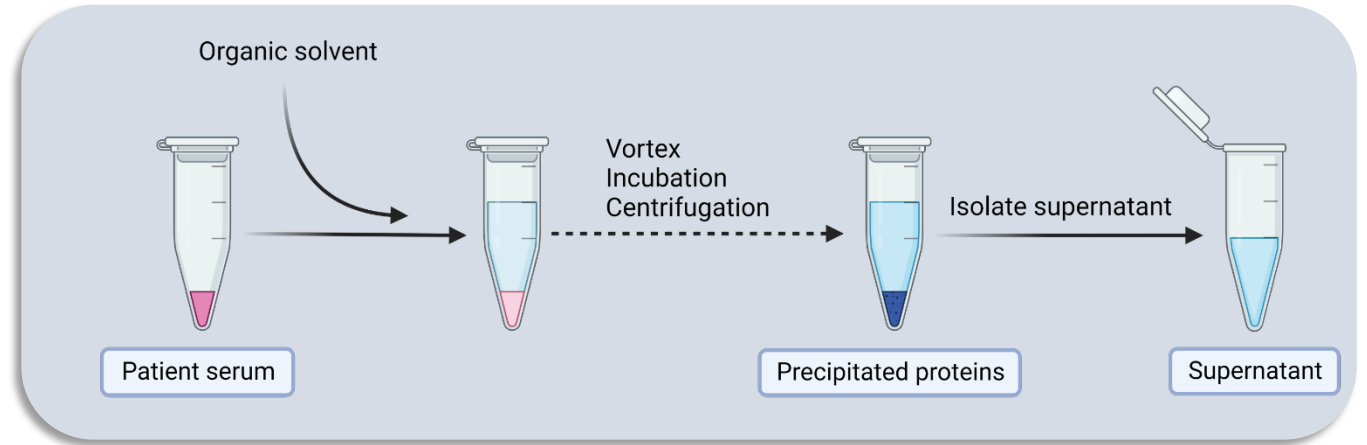 Organic solvent
Vortex
Incubation
Centrifugation
Isolate supernatant
Patient serum
Precipitated proteins
Supernatant